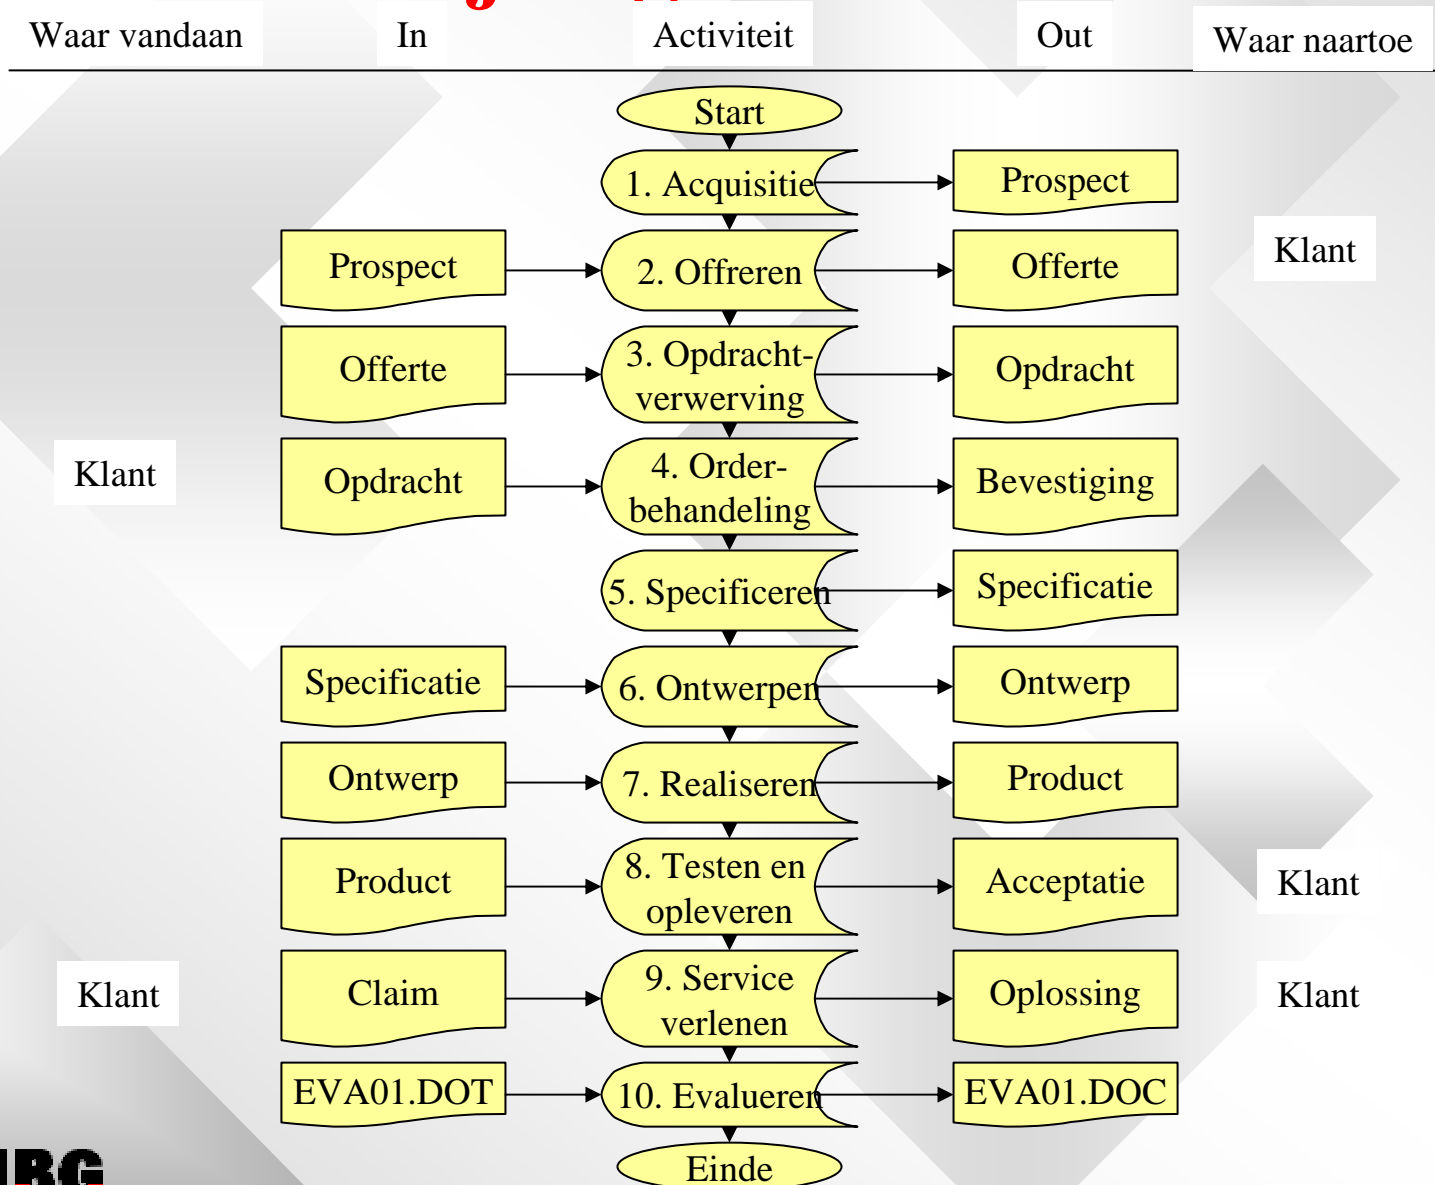 Waar vandaan In Activiteit Out Waar naartoe
Start
1. Acquisitie Prospect
Prospect 2. Offreren Offerte Klant
Offerte 3. Opdracht-
verwerving Opdracht
Klant Opdracht 4. Order-
behandeling Bevestiging
5. Specificeren Specificatie
Specificatie 6. Ontwerpen Ontwerp
Ontwerp 7. Realiseren Product
Product 8. Testen en
opleveren Acceptatie Klant
Klant Claim 9. Service
verlenen Oplossing Klant
EVA01.DOT 10. Evalueren EVA01.DOC
Einde